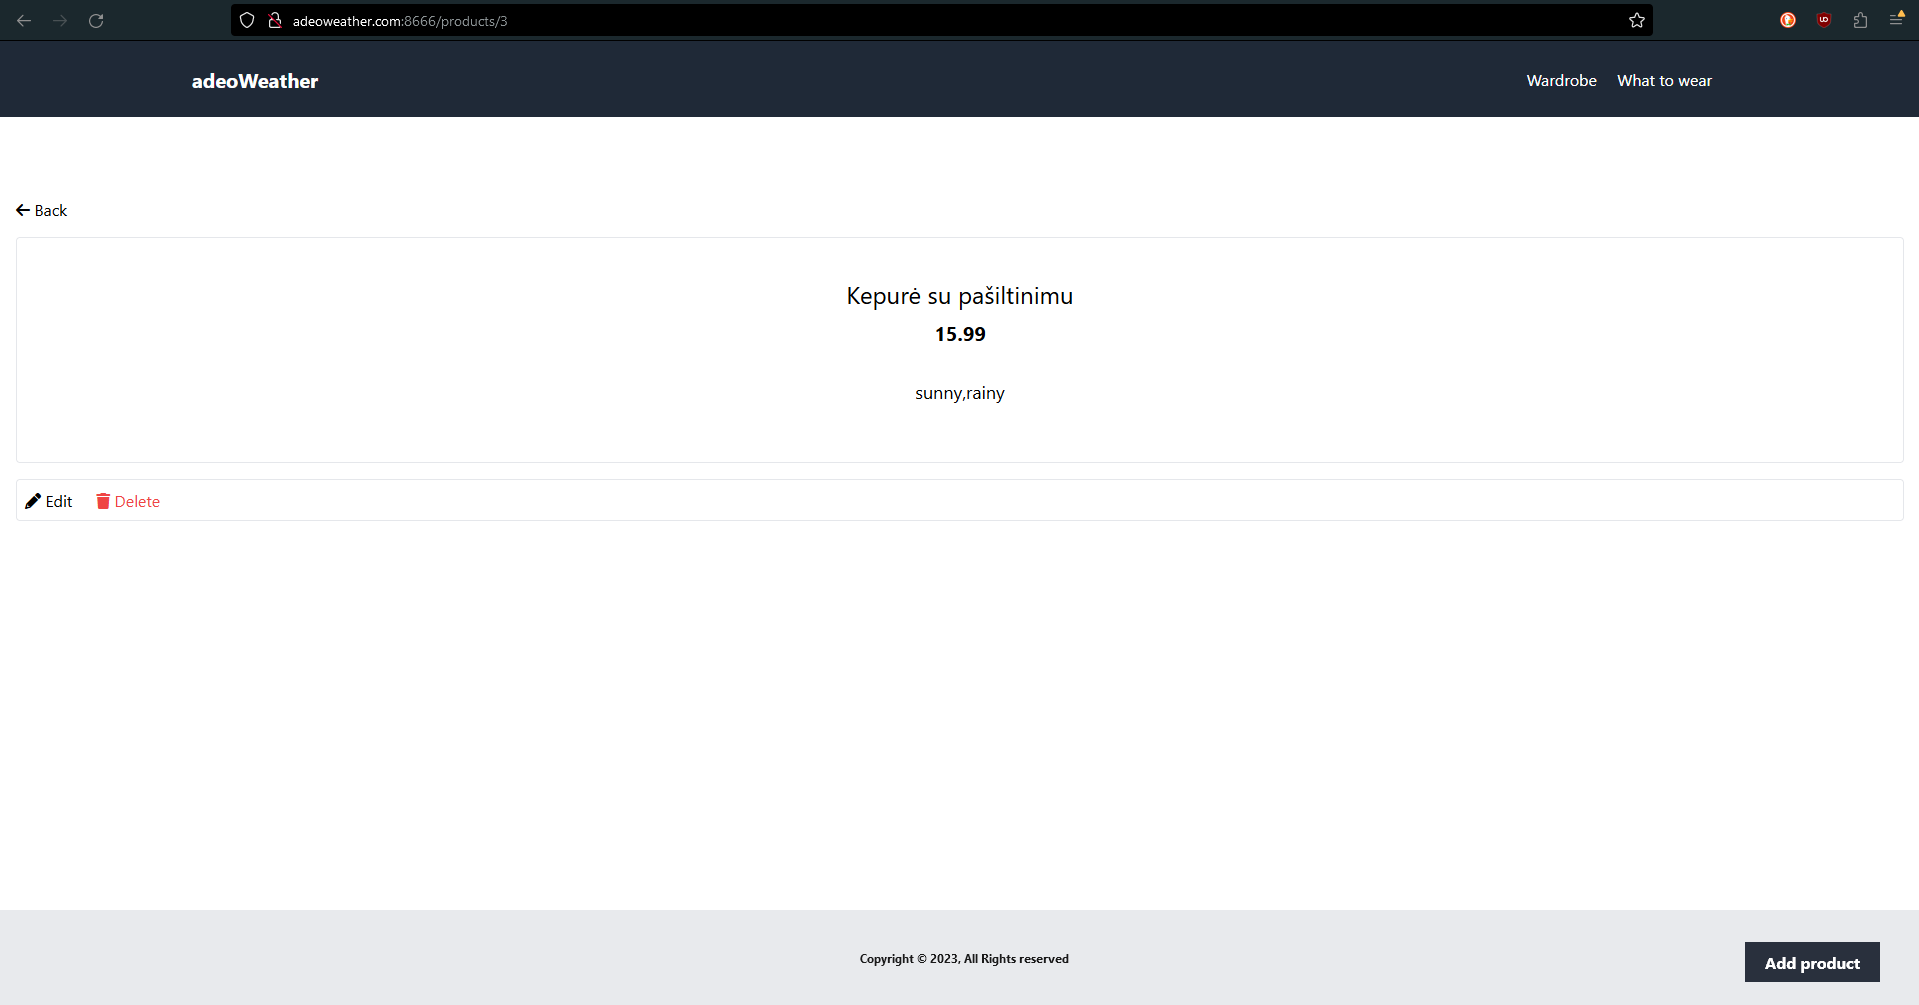 adeoweather.com:8666/products/3
adeoWeather
Wardrobe What to wear
Back
Kepurė su pašiltinimu
15.99
sunny,rainy
Edit Delete
Copyright © 2023, All Rights reserved
Add product